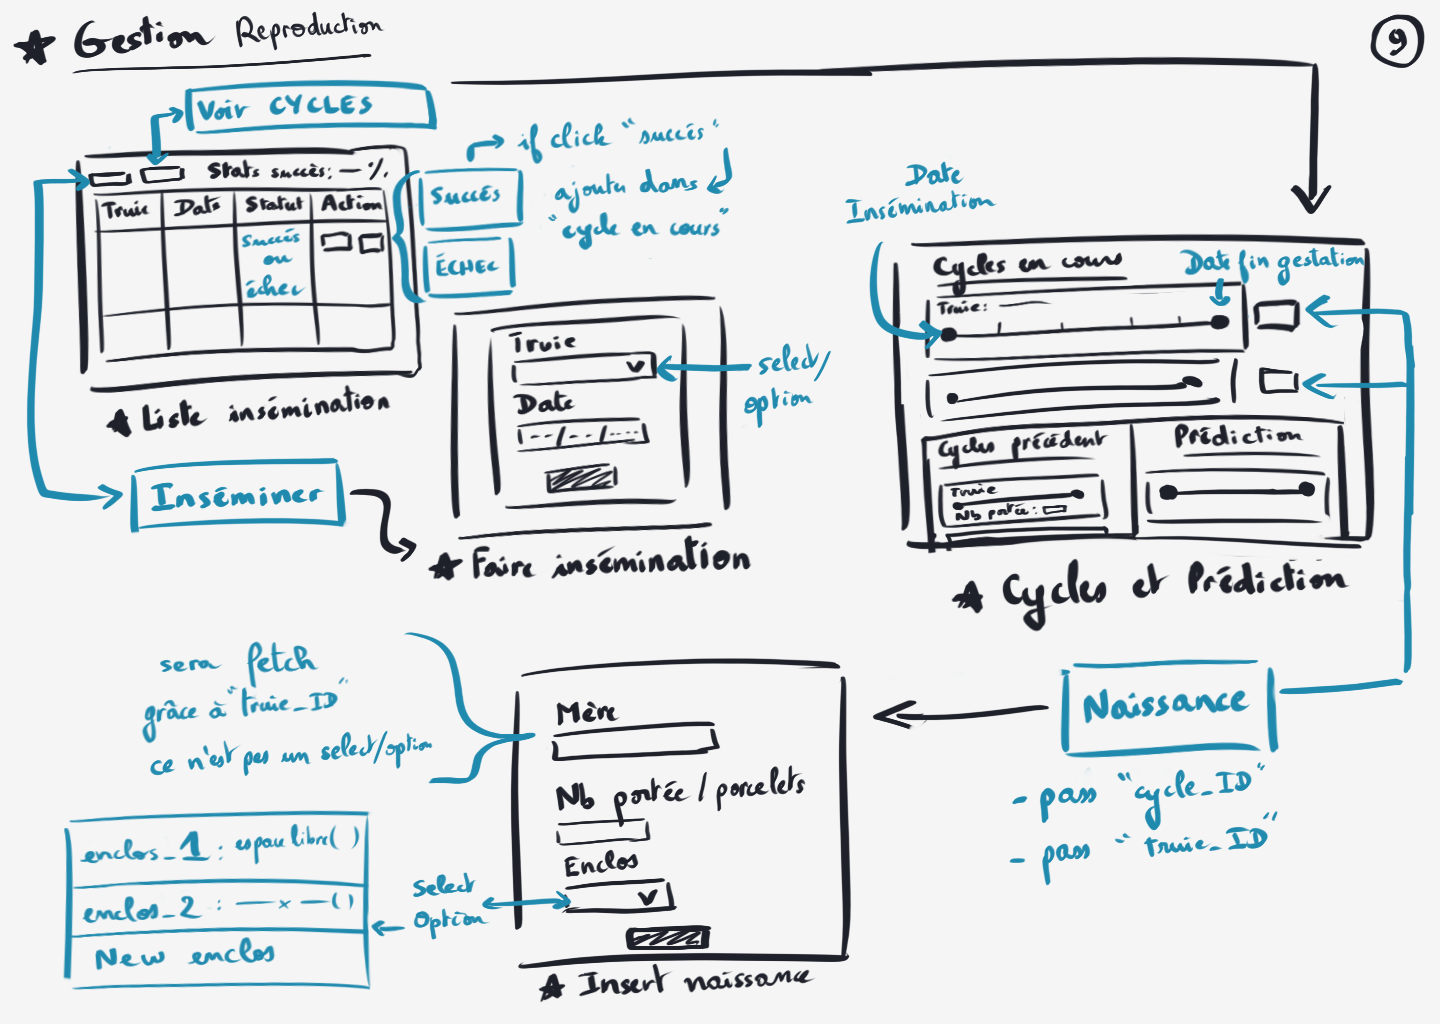 Gestion Reproduction
9
Voir CYCLES
Stats succès: — %.
Truie Date Statut Action
succés
ou
échec
Succés
ÉCHEC
if click "succés"
ajouter dans
"cycle en cours"
Liste insémination
Inséminer
Truie
Date
--/--/----
select/
option
Faire insémination
Date
Insémination
Cycles en cours
Date fin gestation
Truie:
Cycles précédent
Truie
Nb portée:
Prédiction
Cycles et Prédiction
Naissance
- pass "cycle_ID"
- pass "truie_ID"
sera fetch
grâce à "truie_ID"
ce n'est pas un select/option
Mère
Nb portée / porcelets
Enclos
Select
Option
enclos_1 : espace libre( )
enclos_2 : — x —( )
New enclos
Insert naissance